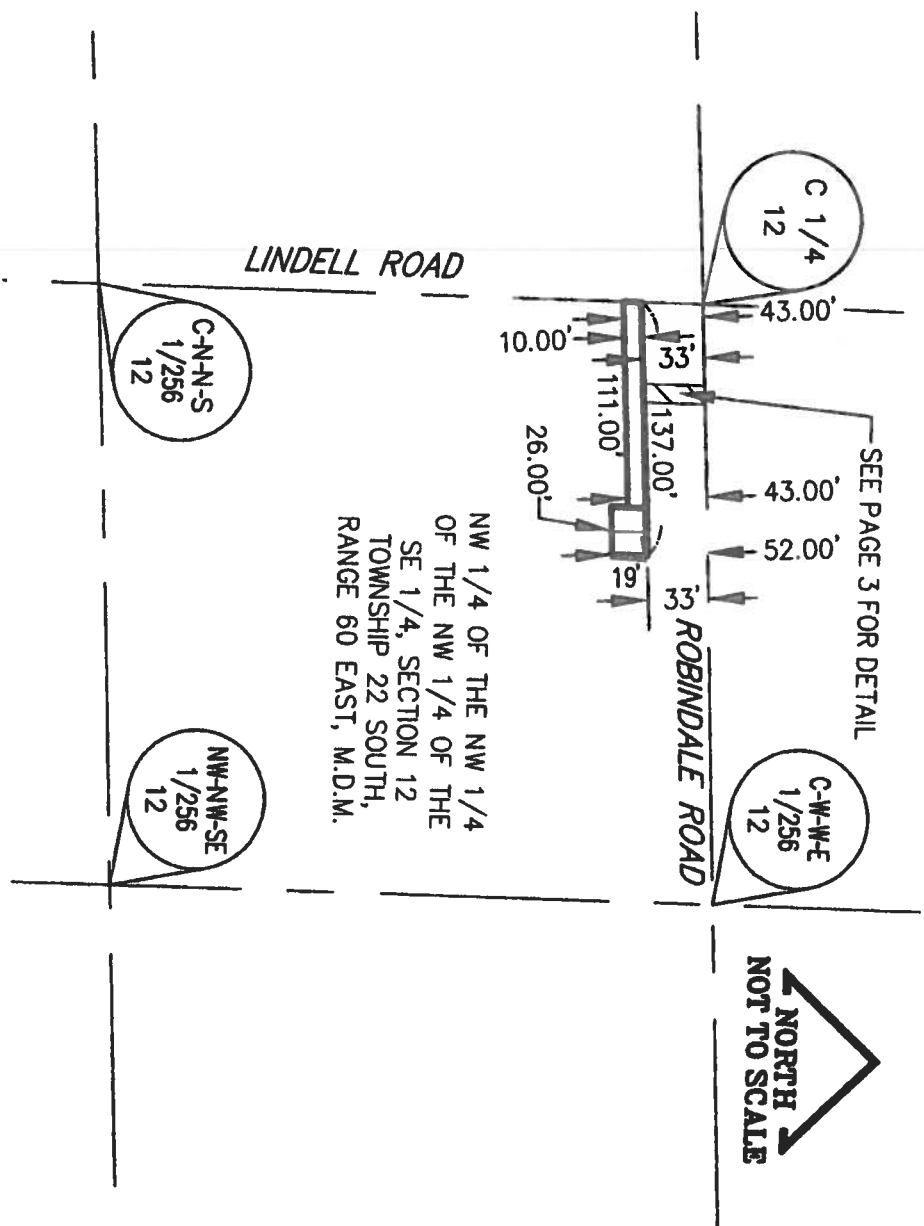 C 1/4
12
LINDELL ROAD
43.00'
10.00'
33'
SEE PAGE 3 FOR DETAIL
111.00'
137.00'
43.00'
26.00'
52.00'
19'
33'
ROBINDALE ROAD
C-N-N-S
1/256
12
NW 1/4 OF THE NW 1/4
OF THE NW 1/4 OF THE
SE 1/4, SECTION 12
TOWNSHIP 22 SOUTH,
RANGE 60 EAST, M.D.M.
C-W-W-E
1/256
12
NW-NW-SE
1/256
12
NORTH
NOT TO SCALE